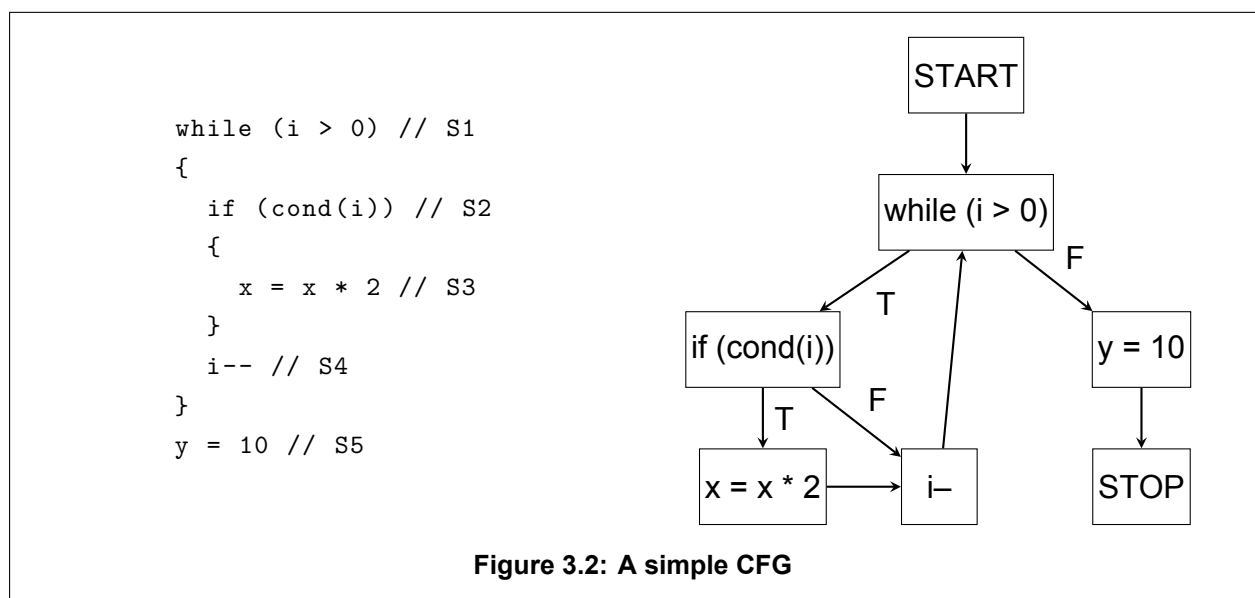 while (i > 0) // S1
{
if (cond(i)) // S2
{
x = x * 2 // S3
}
i-- // S4
}
y = 10 // S5
START
while (i > 0)
T
F
if (cond(i))
y = 10
T
F
x = x * 2
i–
STOP
Figure 3.2: A simple CFG